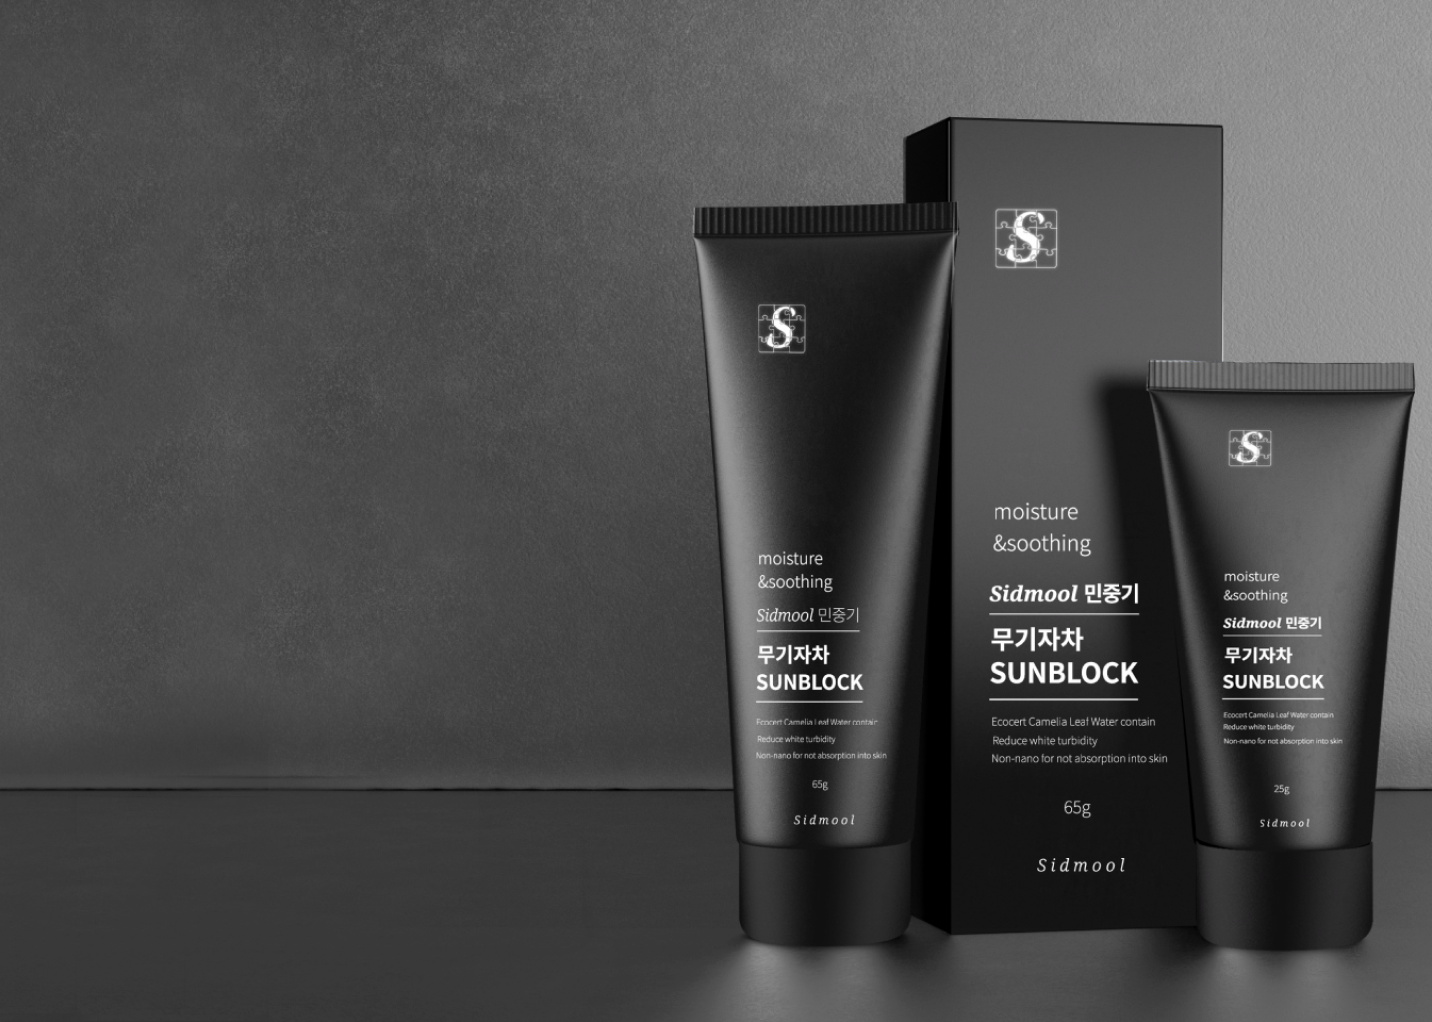 S
moisture
&soothing
Sidmool 민중기
무기자차
SUNBLOCK
Ecocert Camelia Leaf Water contain
Reduce white turbidity
Non-nano for not absorption into skin
65g
Sidmool
S
moisture
&soothing
Sidmool 민중기
무기자차
SUNBLOCK
Ecocert Camelia Leaf Water contain
Reduce white turbidity
Non-nano for not absorption into skin
65g
Sidmool
S
moisture
&soothing
Sidmool 민중기
무기자차
SUNBLOCK
Ecocert Camelia Leaf Water contain
Reduce white turbidity
Non-nano for not absorption into skin
25g
Sidmool